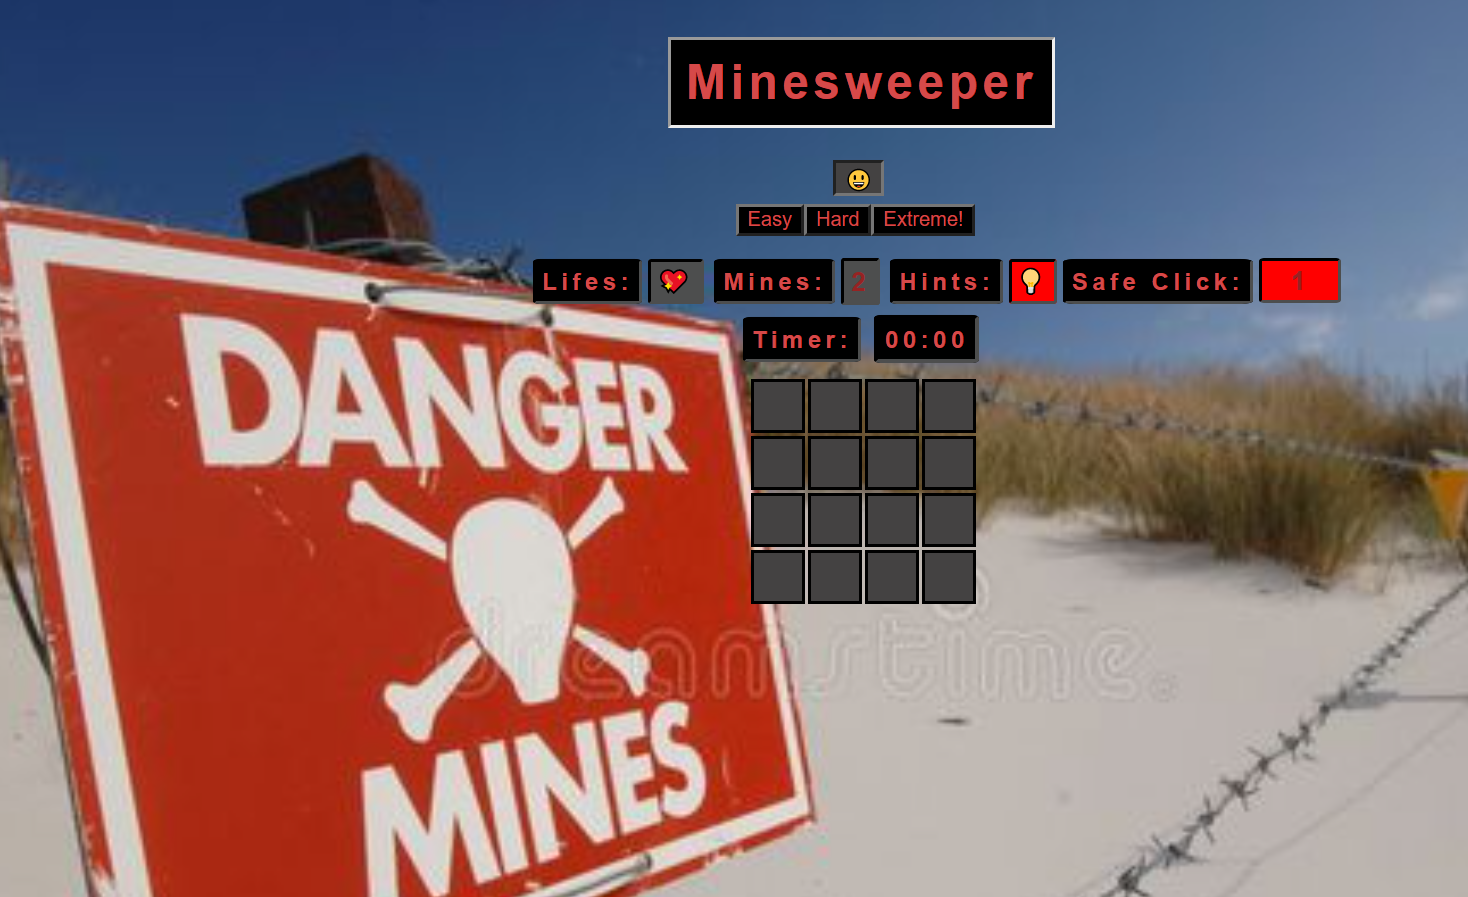 Minesweeper
Easy Hard Extreme!
Lifes: Mines: 2 Hints: Safe Click: 1
Timer: 00:00
DANGER
MINES
dreamstime.